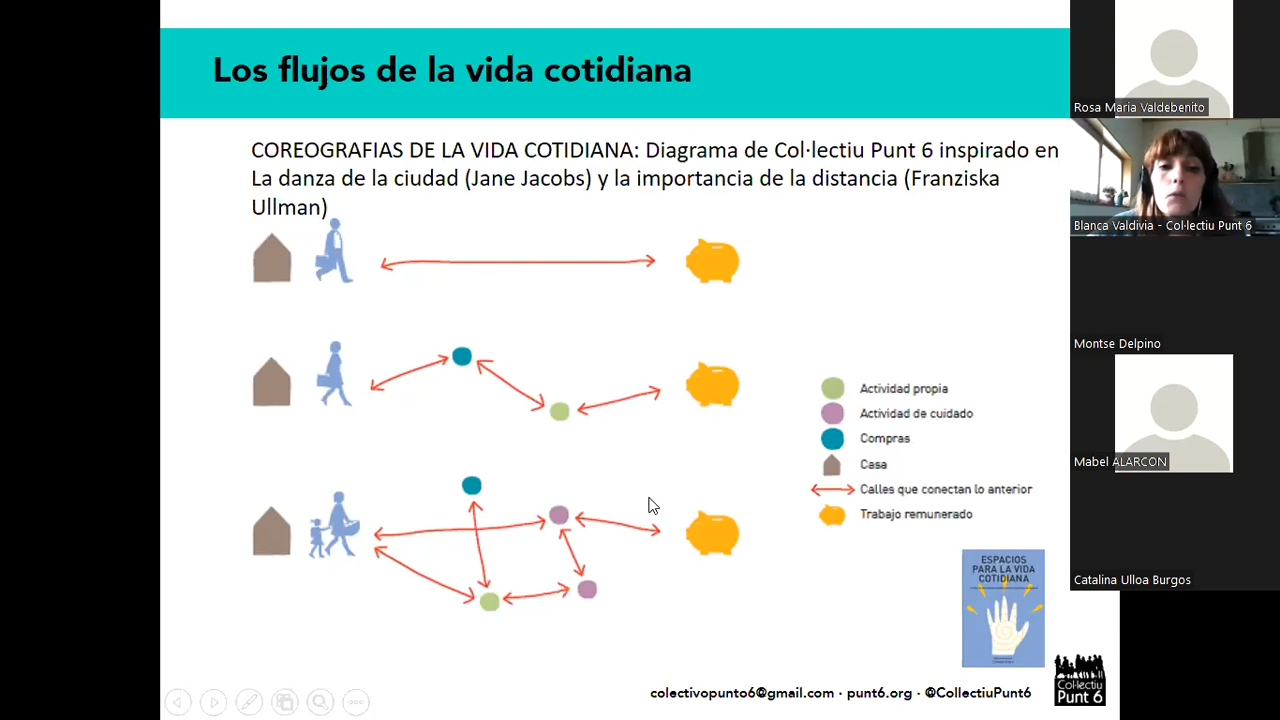 Los flujos de la vida cotidiana
COREOGRAFIAS DE LA VIDA COTIDIANA: Diagrama de Col·lectiu Punt 6 inspirado en
La danza de la ciudad (Jane Jacobs) y la importancia de la distancia (Franziska
Ullman)
Actividad propia
Actividad de cuidado
Compras
Casa
Calles que conectan lo anterior
Trabajo remunerado
ESPACIOS
PARA LA VIDA
COTIDIANA
colectivopunto6@gmail.com · punt6.org · @CollectiuPunt6
Col·lectiu
Punt 6
Rosa Maria Valdebenito
Blanca Valdivia - Col·lectiu Punt 6
Montse Delpino
Mabel ALARCON
Catalina Ulloa Burgos